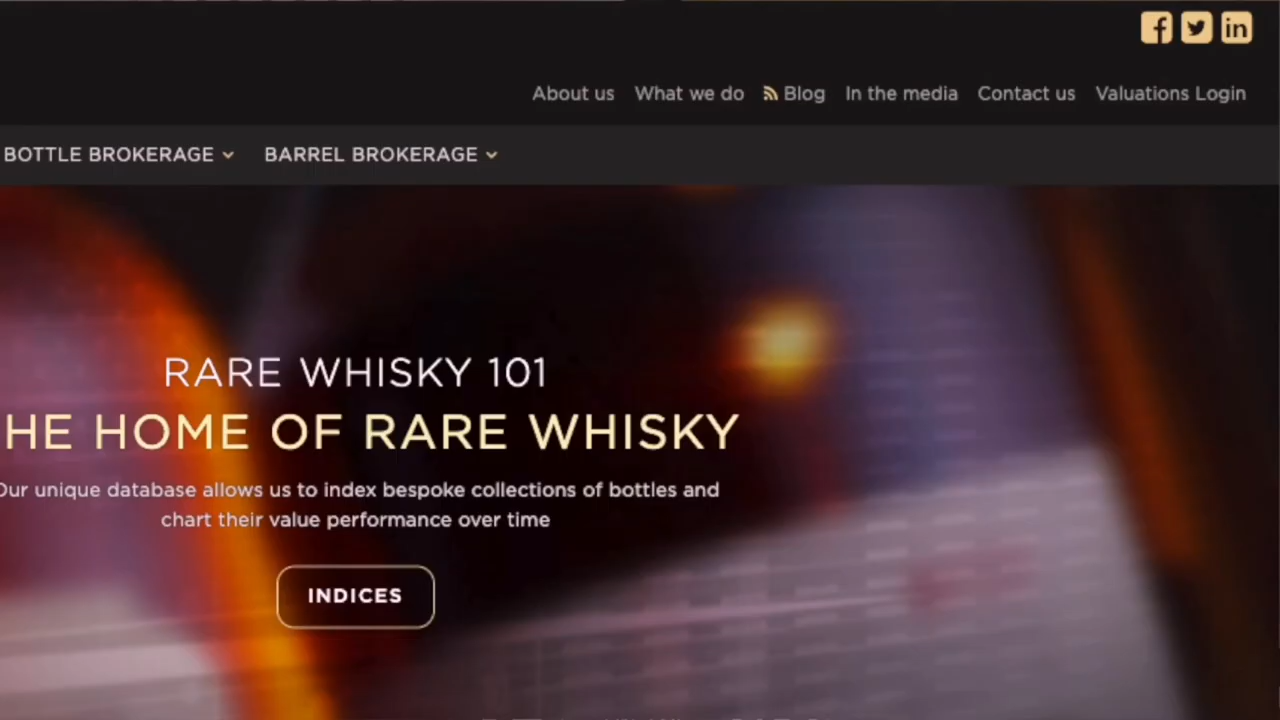 About us What we do Blog In the media Contact us Valuations Login
BOTTLE BROKERAGE BARREL BROKERAGE
RARE WHISKY 101
HE HOME OF RARE WHISKY
Our unique database allows us to index bespoke collections of bottles and
chart their value performance over time
INDICES